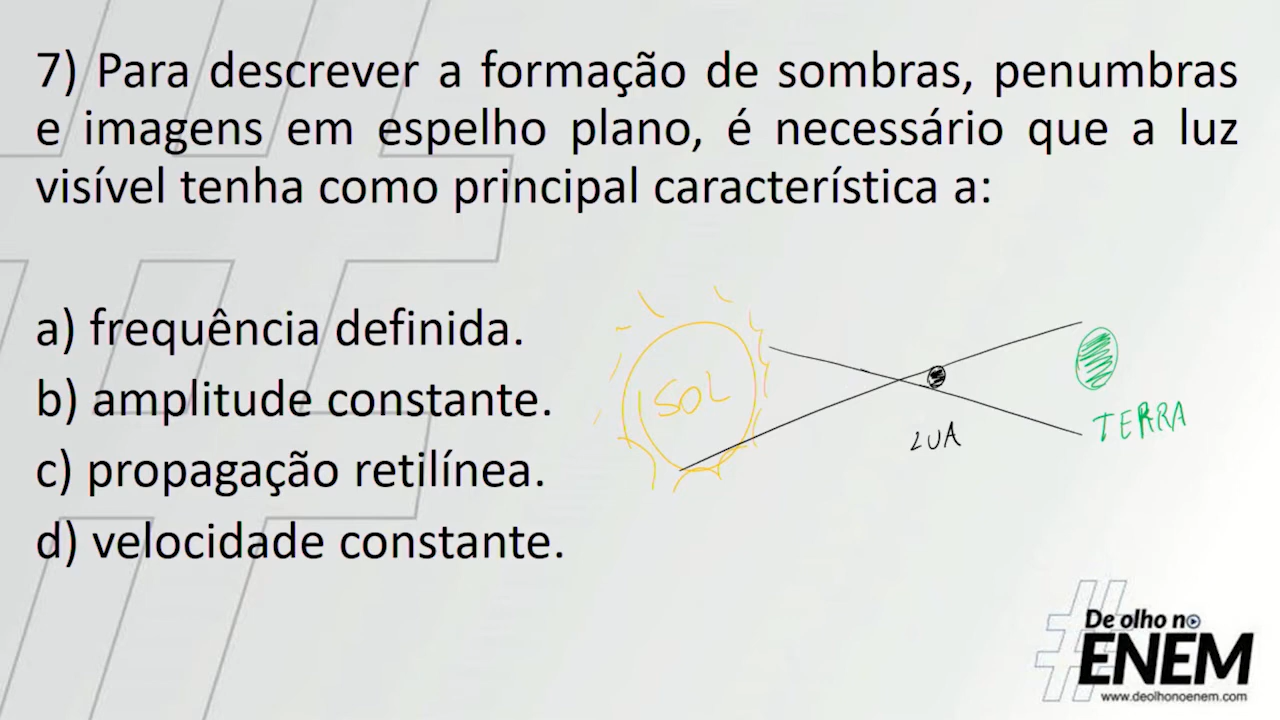 7) Para descrever a formação de sombras, penumbras
e imagens em espelho plano, é necessário que a luz
visível tenha como principal característica a:
a) frequência definida.
b) amplitude constante.
c) propagação retilínea.
d) velocidade constante.
SOL
LUA
TERRA
#
De olho no
ENEM
www.deolhonoenem.com